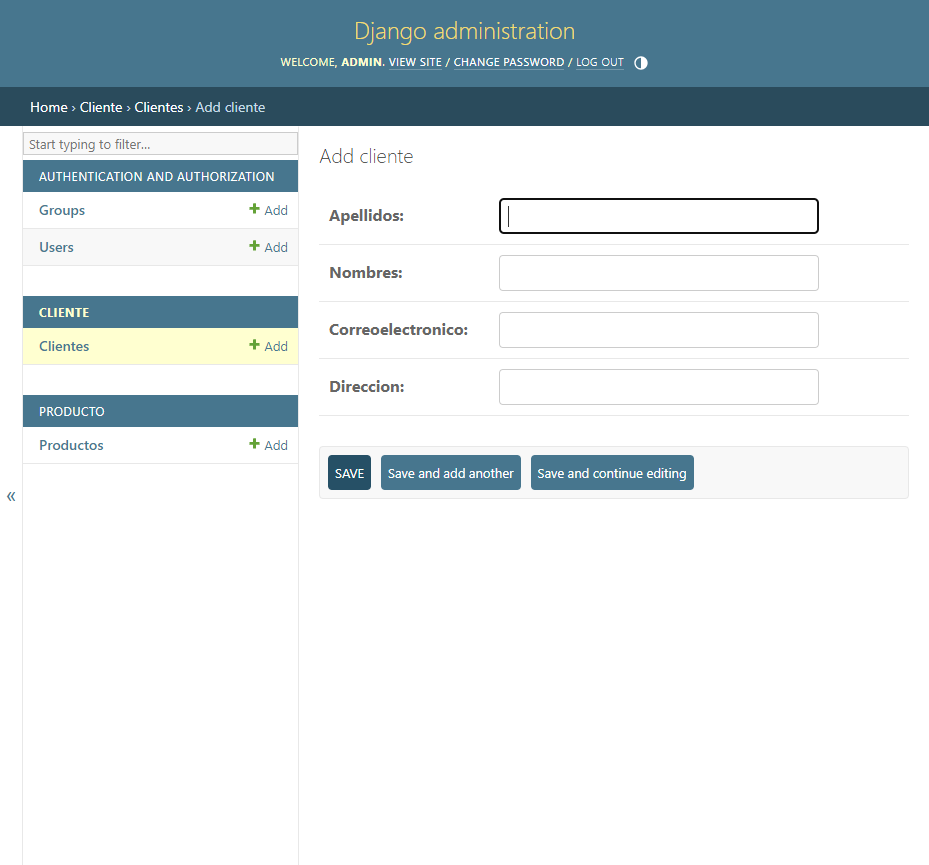 Django administration
WELCOME, ADMIN. VIEW SITE / CHANGE PASSWORD / LOG OUT
Home › Cliente › Clientes › Add cliente
Start typing to filter...
AUTHENTICATION AND AUTHORIZATION
Groups + Add
Users + Add
CLIENTE
Clientes + Add
PRODUCTO
Productos + Add
«
Add cliente
Apellidos:
Nombres:
Correoelectronico:
Direccion:
SAVE Save and add another Save and continue editing